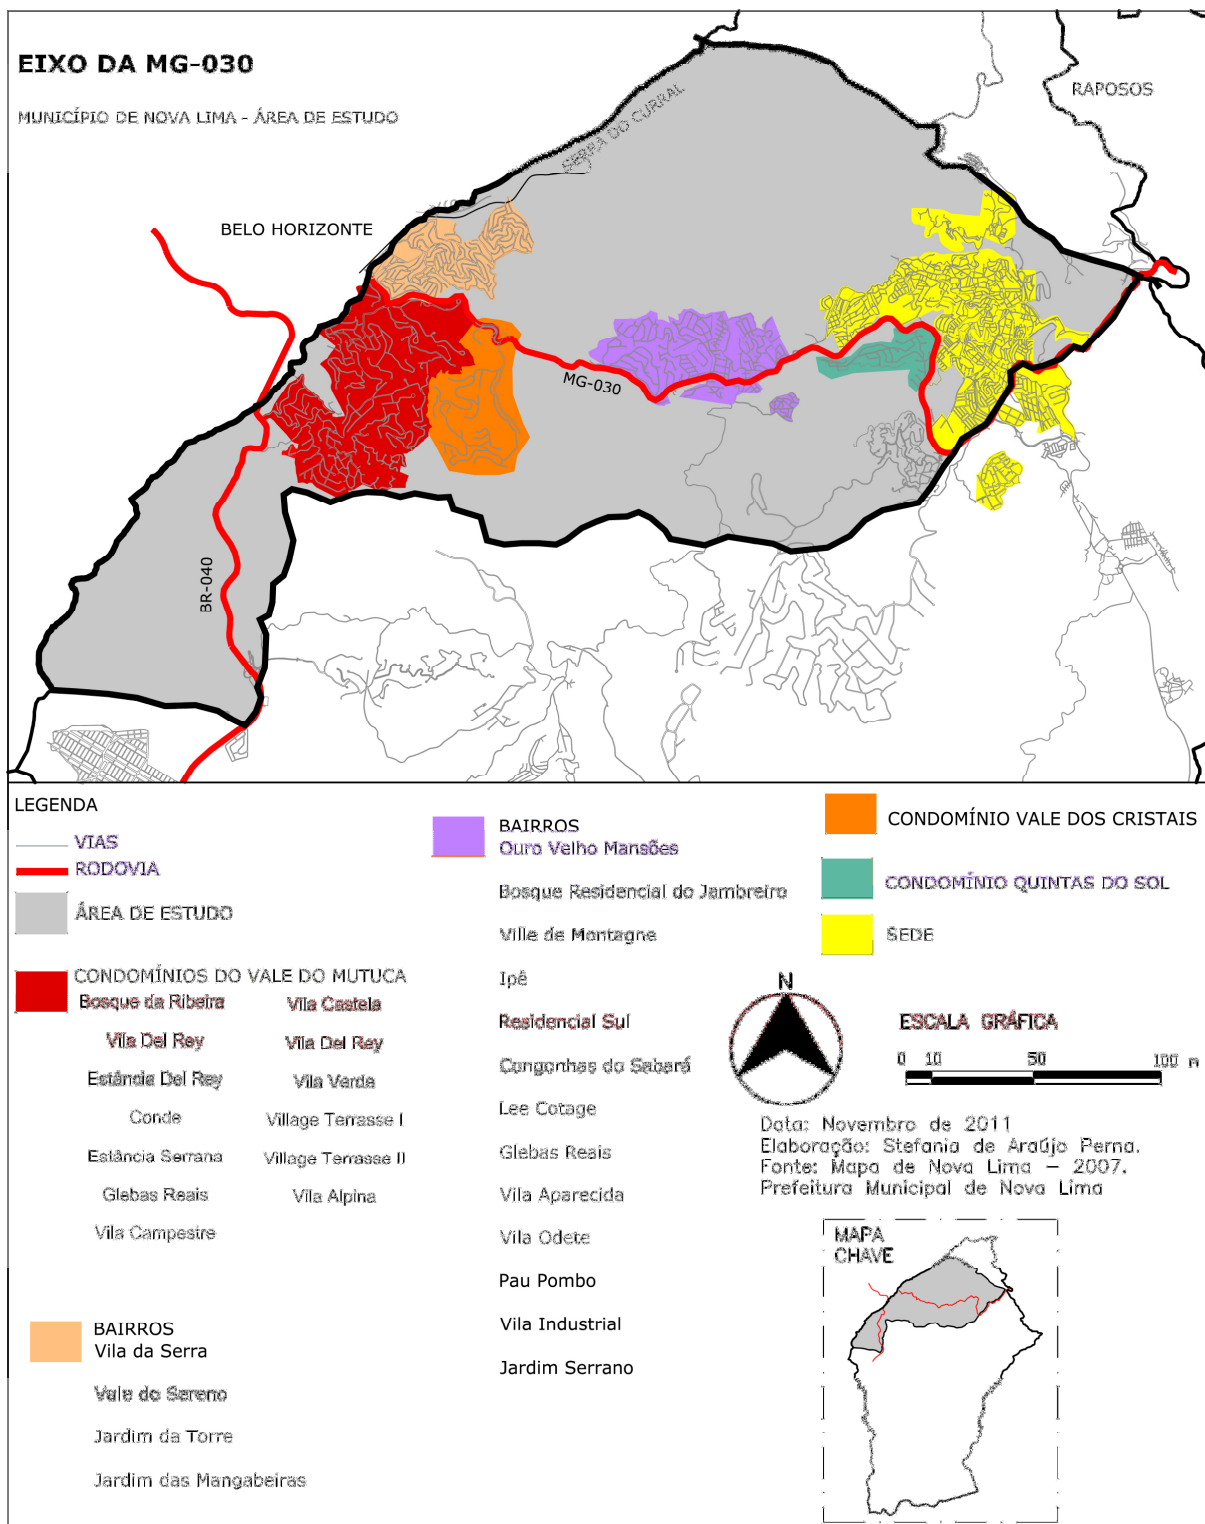 EIXO DA MG-030
MUNICÍPIO DE NOVA LIMA - ÁREA DE ESTUDO
RAPOSOS
SERRA DO CURRAL
BELO HORIZONTE
MG-030
BR-040
LEGENDA
VIAS
RODOVIA
ÁREA DE ESTUDO
CONDOMÍNIOS DO VALE DO MUTUCA
Bosque da Ribeira
Vila Castela
Vila Del Rey
Vila Del Rey
Estância Del Rey
Vila Verda
Conde
Village Terrasse I
Estância Serrana
Village Terrasse II
Glebas Reais
Vila Alpina
Vila Campestre
BAIRROS
Vila da Serra
Vale do Sereno
Jardim da Torre
Jardim das Mangabeiras
BAIRROS
Ouro Velho Mansões
Bosque Residencial do Jambreiro
Ville de Montagne
Ipê
Residencial Sul
Congonhas do Sabará
Lee Cotage
Glebas Reais
Vila Aparecida
Vila Odete
Pau Pombo
Vila Industrial
Jardim Serrano
CONDOMÍNIO VALE DOS CRISTAIS
CONDOMÍNIO QUINTAS DO SOL
SEDE
N
ESCALA GRÁFICA
0 10 50 100 m
Data: Novembro de 2011
Elaboração: Stefania de Araújo Perna.
Fonte: Mapa de Nova Lima – 2007.
Prefeitura Municipal de Nova Lima
MAPA
CHAVE